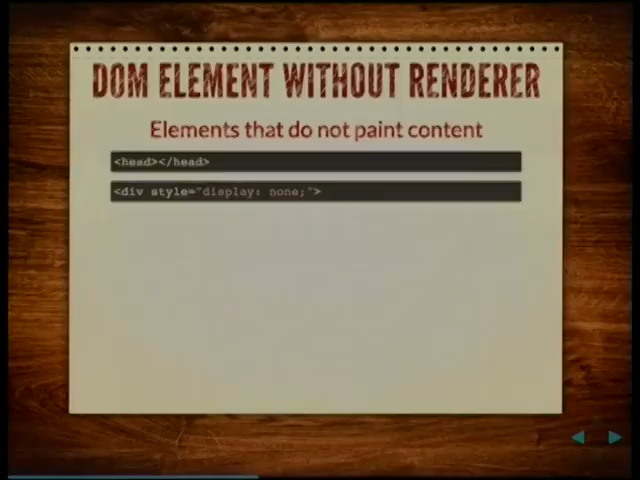 DOM ELEMENT WITHOUT RENDERER
Elements that do not paint content
<head></head>
<div style="display: none;">